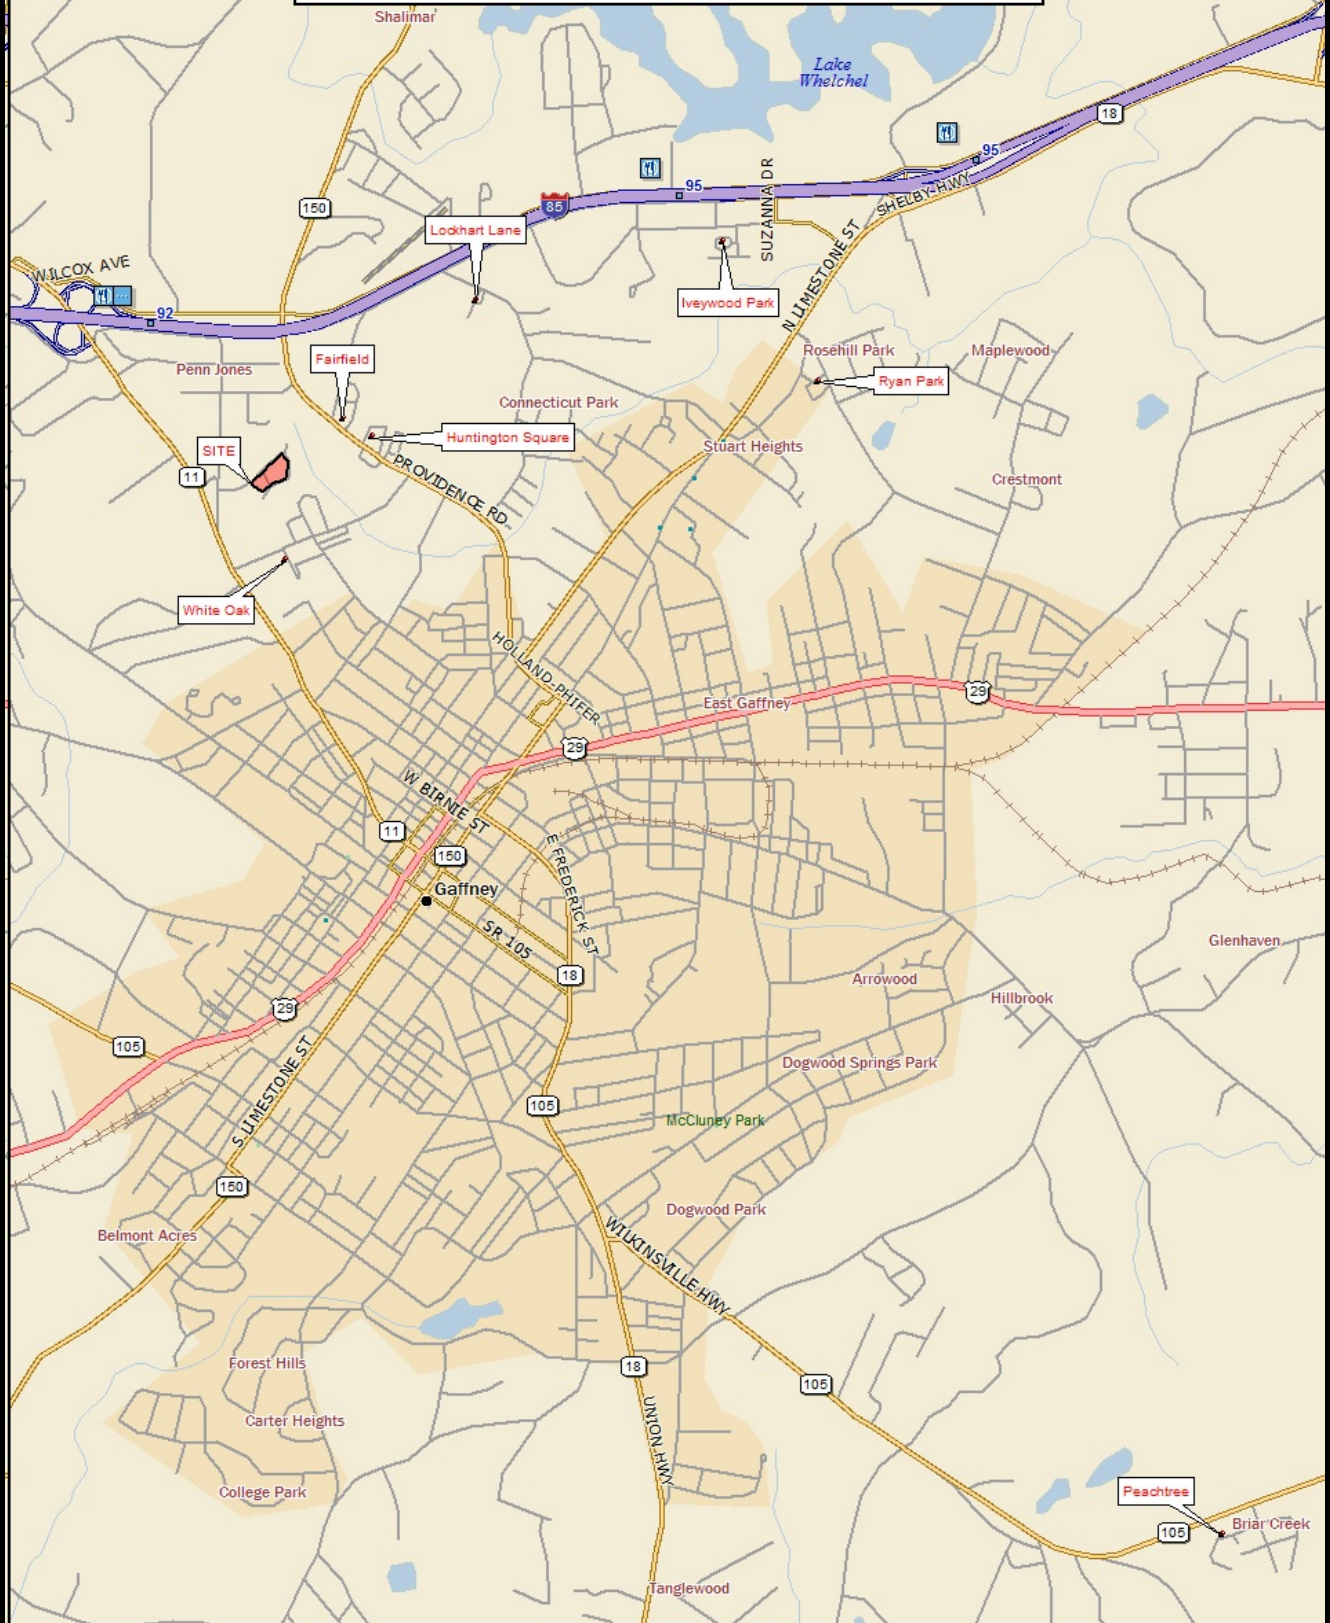 Shalimar
Lake
Whelchel
18
95
95
SUZANNA DR
SHELBY HWY
85
150
Lockhart Lane
WILCOX AVE
N LIMESTONE ST
Iveywood Park
92
Rosehill Park
Maplewood
Fairfield
Penn Jones
Ryan Park
Connecticut Park
Huntington Square
Stuart Heights
SITE
11
PROVIDENCE RD
Crestmont
White Oak
HOLLAND-PHIFER
29
East Gaffney
29
W BIRNIE ST
11
150
E FREDERICK ST
Gaffney
SR 105
Glenhaven
18
Arrowood
Hillbrook
29
105
S LIMESTONE ST
Dogwood Springs Park
105
McCluney Park
150
Dogwood Park
Belmont Acres
WILKINSVILLE HWY
Forest Hills
18
105
Carter Heights
UNION HWY
College Park
Peachtree
Briar Creek
105
Tanglewood